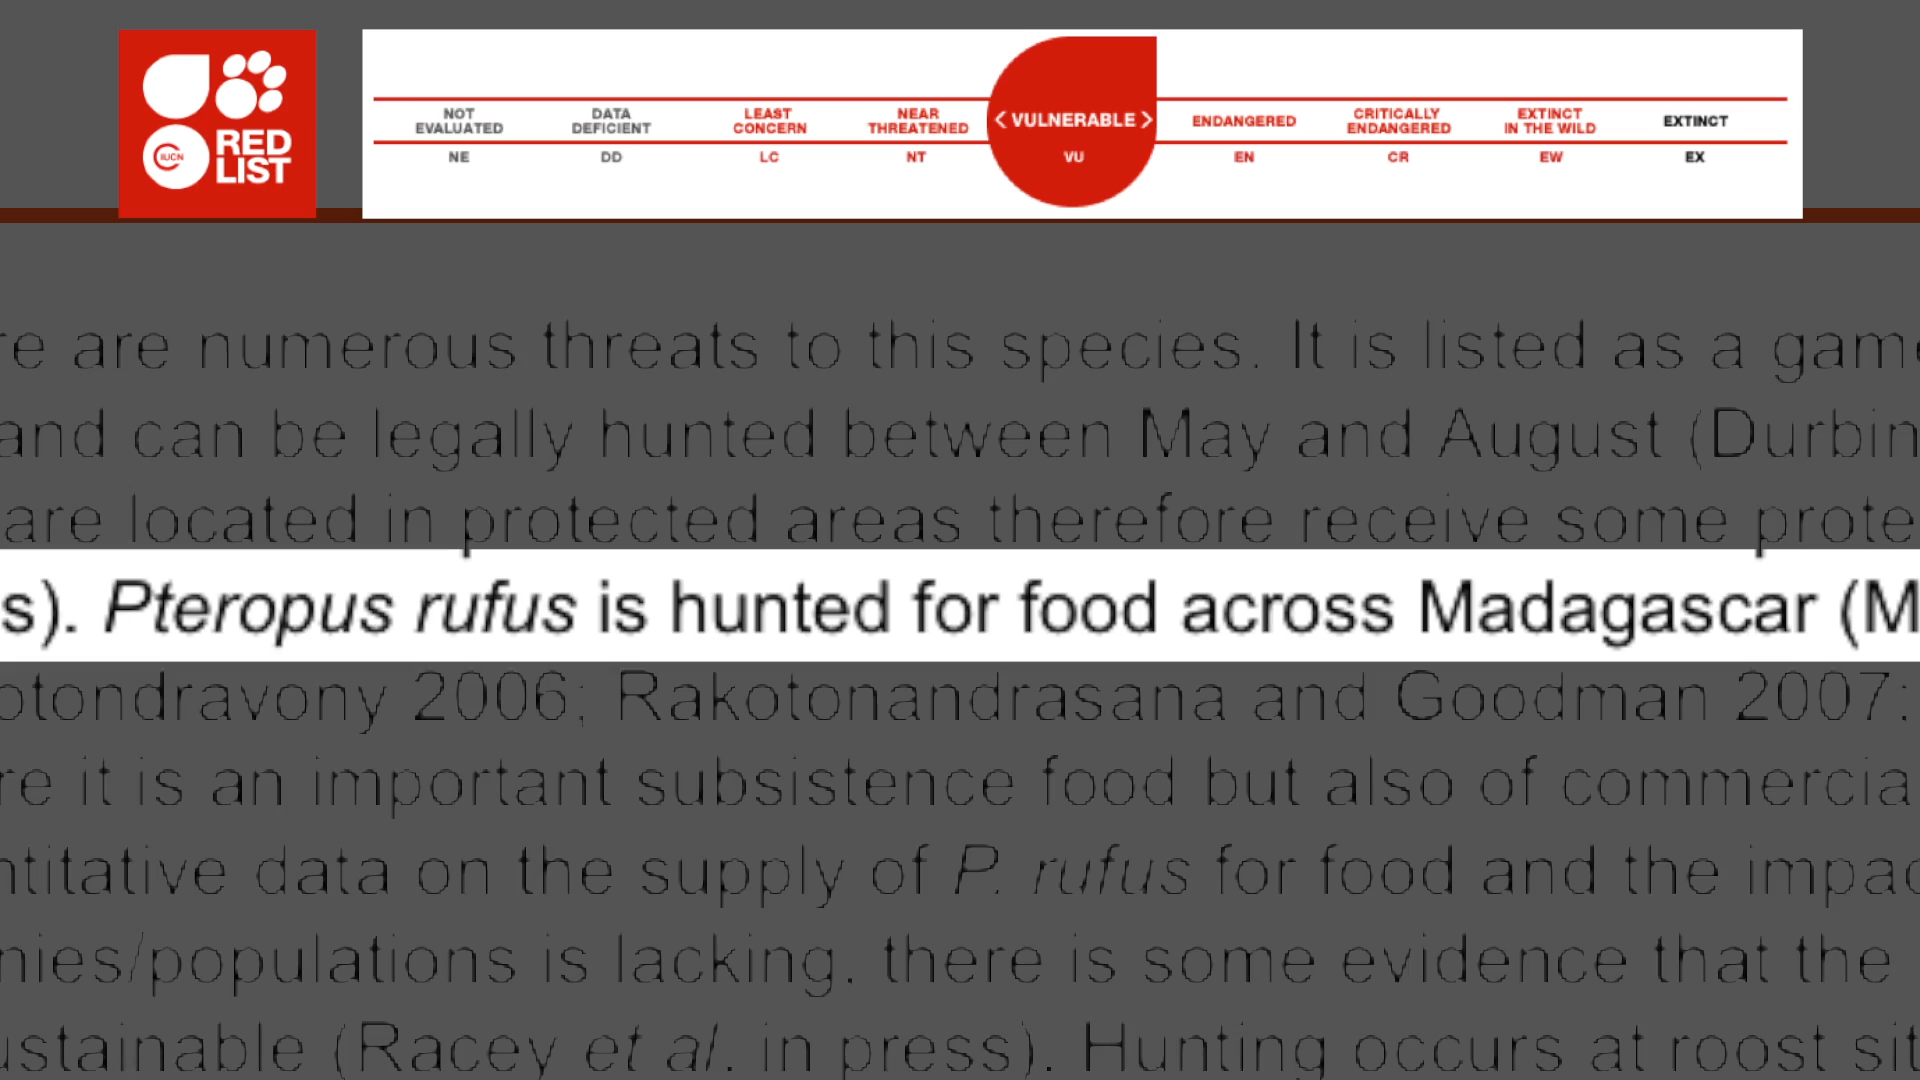 IUCN
RED
LIST
NOT EVALUATED
NE
DATA DEFICIENT
DD
LEAST CONCERN
LC
NEAR THREATENED
NT
< VULNERABLE >
VU
ENDANGERED
EN
CRITICALLY ENDANGERED
CR
EXTINCT IN THE WILD
EW
EXTINCT
EX
re are numerous threats to this species. It is listed as a game
and can be legally hunted between May and August (Durbin
are located in protected areas therefore receive some prote
s). Pteropus rufus is hunted for food across Madagascar (M
otondravony 2006; Rakotonandrasana and Goodman 2007;
re it is an important subsistence food but also of commercia
ntitative data on the supply of P. rufus for food and the impac
nies/populations is lacking, there is some evidence that the
ustainable (Racey et al. in press). Hunting occurs at roost sit